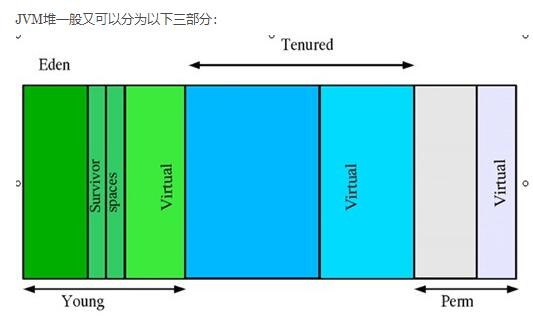 JVM堆一般又可以分为以下三部分：
Tenured
Eden
Survivor
spaces
Virtual
Virtual
Virtual
Young
Perm